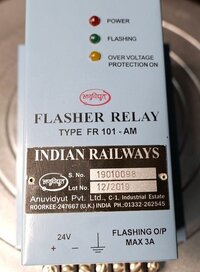 POWER
FLASHING
OVER VOLTAGE
PROTECTION ON
FLASHER RELAY
TYPE FR 101 - AM
INDIAN RAILWAYS
S. No. 19010098
Lot No. 12/2019
Anuvidyut Pvt. Ltd., C-1, Industrial Estate
ROORKEE-247667 (U.K.) INDIA PH.:01332-262545
24V
+ -
FLASHING O/P
MAX 3A